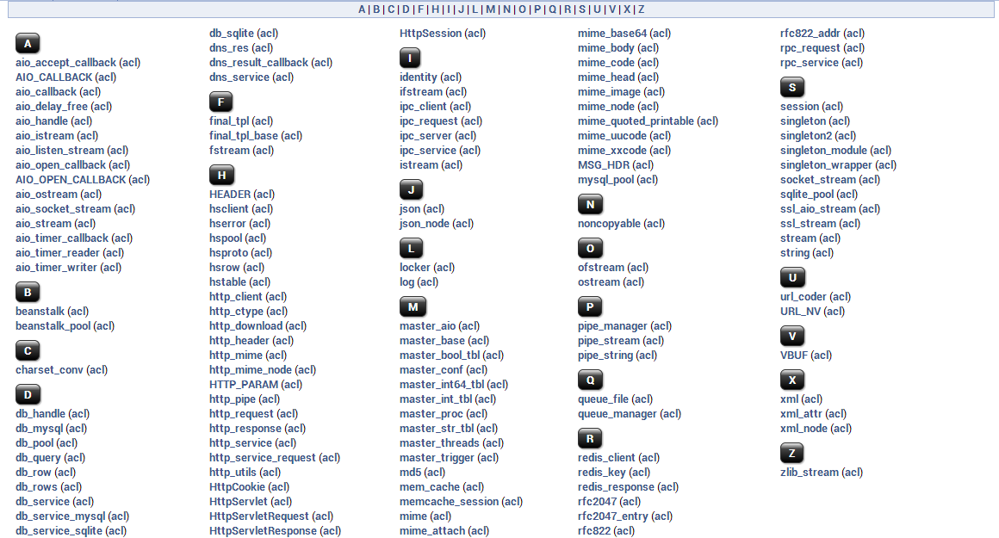 A | B | C | D | F | H | I | J | L | M | N | O | P | Q | R | S | U | V | X | Z
A
aio_accept_callback (acl)
AIO_CALLBACK (acl)
aio_callback (acl)
aio_delay_free (acl)
aio_handle (acl)
aio_istream (acl)
aio_listen_stream (acl)
aio_open_callback (acl)
AIO_OPEN_CALLBACK (acl)
aio_ostream (acl)
aio_socket_stream (acl)
aio_stream (acl)
aio_timer_callback (acl)
aio_timer_reader (acl)
aio_timer_writer (acl)
B
beanstalk (acl)
beanstalk_pool (acl)
C
charset_conv (acl)
D
db_handle (acl)
db_mysql (acl)
db_pool (acl)
db_query (acl)
db_row (acl)
db_rows (acl)
db_service (acl)
db_service_mysql (acl)
db_service_sqlite (acl)
db_sqlite (acl)
dns_res (acl)
dns_result_callback (acl)
dns_service (acl)
F
final_tpl (acl)
final_tpl_base (acl)
fstream (acl)
H
HEADER (acl)
hsclient (acl)
hserror (acl)
hspool (acl)
hsproto (acl)
hsrow (acl)
hstable (acl)
http_client (acl)
http_ctype (acl)
http_download (acl)
http_header (acl)
http_mime (acl)
http_mime_node (acl)
HTTP_PARAM (acl)
http_pipe (acl)
http_request (acl)
http_response (acl)
http_service (acl)
http_service_request (acl)
http_utils (acl)
HttpCookie (acl)
HttpServlet (acl)
HttpServletRequest (acl)
HttpServletResponse (acl)
HttpSession (acl)
I
identity (acl)
ifstream (acl)
ipc_client (acl)
ipc_request (acl)
ipc_server (acl)
ipc_service (acl)
istream (acl)
J
json (acl)
json_node (acl)
L
locker (acl)
log (acl)
M
master_aio (acl)
master_base (acl)
master_bool_tbl (acl)
master_conf (acl)
master_int64_tbl (acl)
master_int_tbl (acl)
master_proc (acl)
master_str_tbl (acl)
master_threads (acl)
master_trigger (acl)
md5 (acl)
mem_cache (acl)
memcache_session (acl)
mime (acl)
mime_attach (acl)
mime_base64 (acl)
mime_body (acl)
mime_code (acl)
mime_head (acl)
mime_image (acl)
mime_node (acl)
mime_quoted_printable (acl)
mime_uucode (acl)
mime_xxcode (acl)
MSG_HDR (acl)
mysql_pool (acl)
N
noncopyable (acl)
O
ofstream (acl)
ostream (acl)
P
pipe_manager (acl)
pipe_stream (acl)
pipe_string (acl)
Q
queue_file (acl)
queue_manager (acl)
R
redis_client (acl)
redis_key (acl)
redis_response (acl)
rfc2047 (acl)
rfc2047_entry (acl)
rfc822 (acl)
rfc822_addr (acl)
rpc_request (acl)
rpc_service (acl)
S
session (acl)
singleton (acl)
singleton2 (acl)
singleton_module (acl)
singleton_wrapper (acl)
socket_stream (acl)
sqlite_pool (acl)
ssl_aio_stream (acl)
ssl_stream (acl)
stream (acl)
string (acl)
U
url_coder (acl)
URL_NV (acl)
V
VBUF (acl)
X
xml (acl)
xml_attr (acl)
xml_node (acl)
Z
zlib_stream (acl)